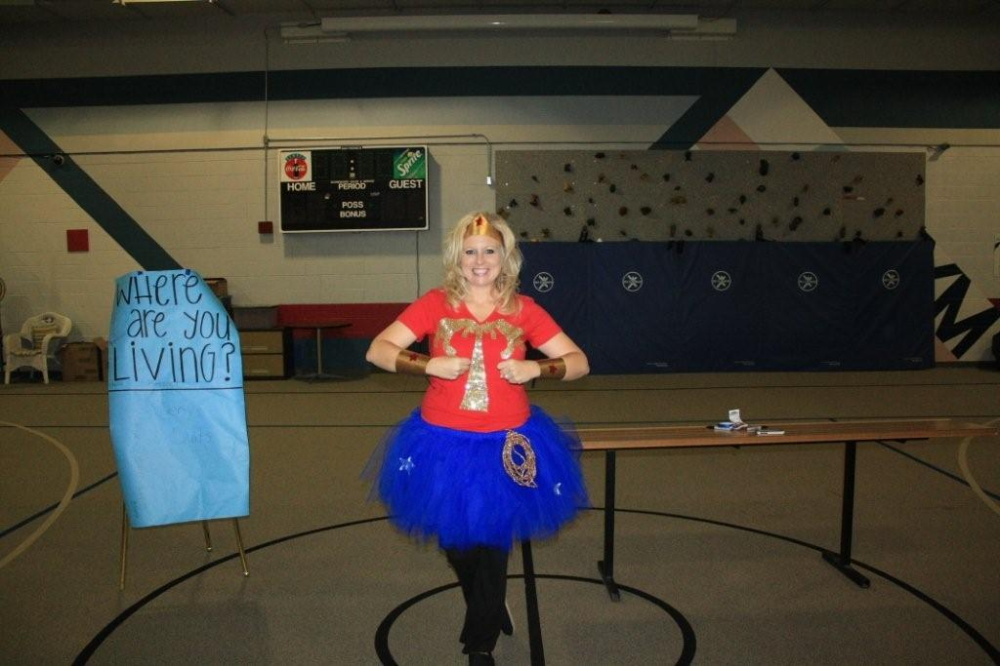 WHere
are you
LIVING?
Coca-Cola
Sprite
HOME
PERIOD
GUEST
POSS
BONUS
M